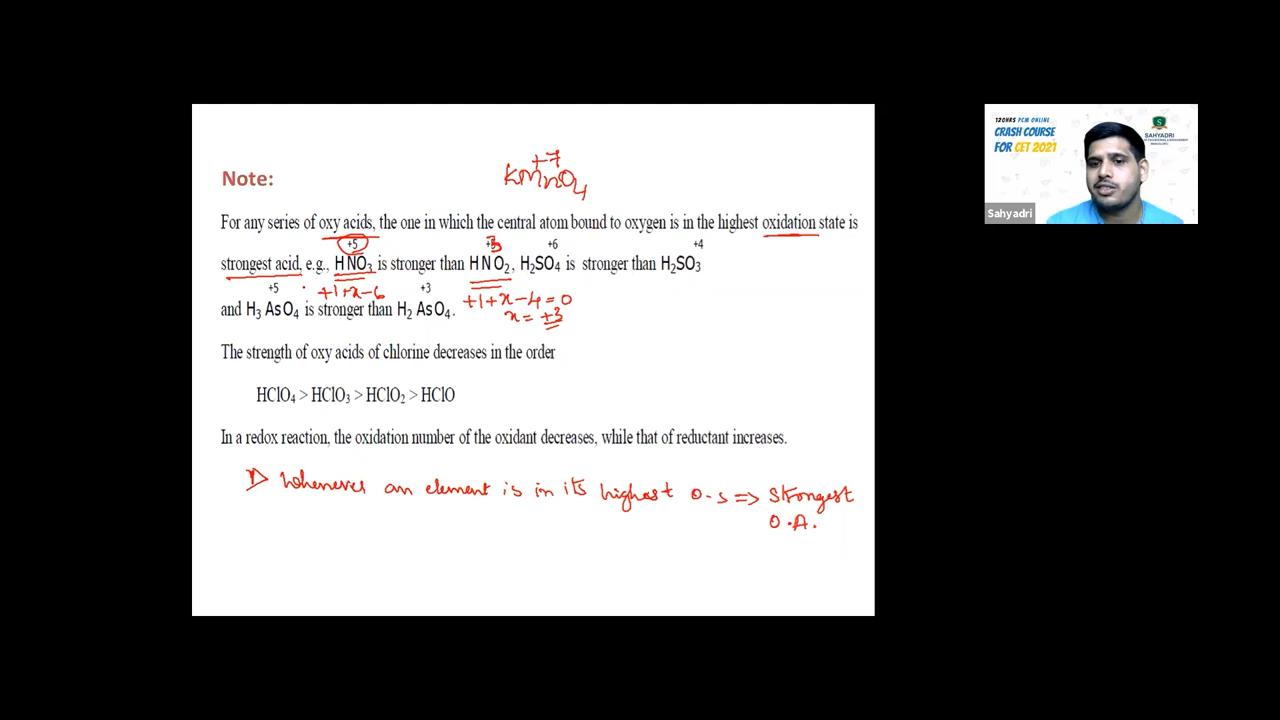 +7
KMnO4
Note:
For any series of oxy acids, the one in which the central atom bound to oxygen is in the highest oxidation state is
+5 3 +6 +4
strongest acid, e.g., HNO3 is stronger than HNO2, H2SO4 is stronger than H2SO3
+5 +1+x-6 +3 +1+x-4=0
and H3 AsO4 is stronger than H2 AsO4. x= +3
The strength of oxy acids of chlorine decreases in the order
HClO4 > HClO3 > HClO2 > HClO
In a redox reaction, the oxidation number of the oxidant decreases, while that of reductant increases.
1> Whenever an element is in its highest O.S => Strongest
O.A.
120HRS PCM ONLINE
CRASH COURSE
FOR CET 2021
S
SAHYADRI
Sahyadri